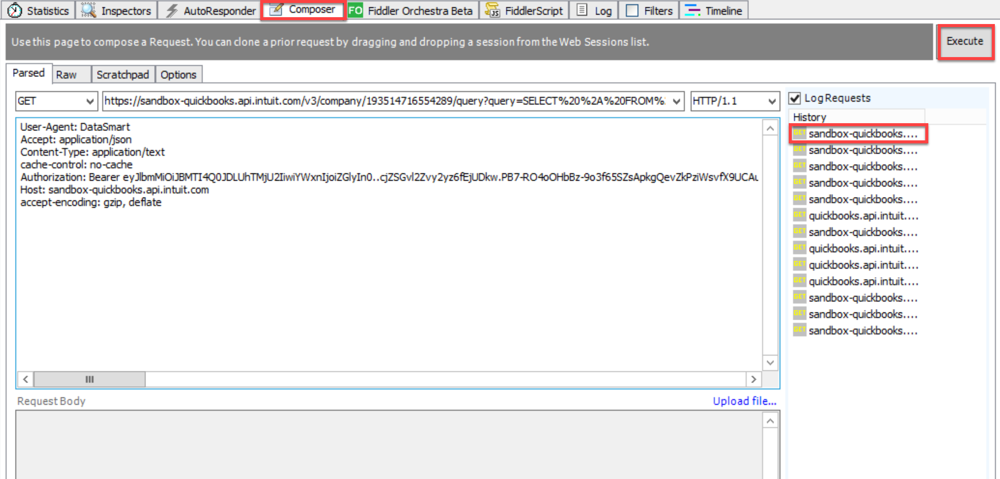 Statistics Inspectors AutoResponder Composer FO Fiddler Orchestra Beta JS FiddlerScript Log Filters Timeline
Use this page to compose a Request. You can clone a prior request by dragging and dropping a session from the Web Sessions list.
Execute
Parsed Raw Scratchpad Options
GET https://sandbox-quickbooks.api.intuit.com/v3/company/193514716554289/query?query=SELECT%20%2A%20FROM% HTTP/1.1
Log Requests
History
User-Agent: DataSmart
Accept: application/json
Content-Type: application/text
cache-control: no-cache
Authorization: Bearer eyJlbmMiOiJBMTI4Q0JDLUhTMjU2IiwiYWxnIjoiZGlyIn0..cjZSGvl2Zvy2yz6fEjUDkw.PB7-RO4oOHbBz-9o3f65SZsApkgQevZkPziWsvfX9UCAu
Host: sandbox-quickbooks.api.intuit.com
accept-encoding: gzip, deflate
GET sandbox-quickbooks....
GET sandbox-quickbooks....
GET sandbox-quickbooks....
GET sandbox-quickbooks....
GET sandbox-quickbooks....
GET quickbooks.api.intuit....
GET sandbox-quickbooks....
GET quickbooks.api.intuit....
GET quickbooks.api.intuit....
GET quickbooks.api.intuit....
GET sandbox-quickbooks....
GET sandbox-quickbooks....
GET sandbox-quickbooks....
Request Body
Upload file...